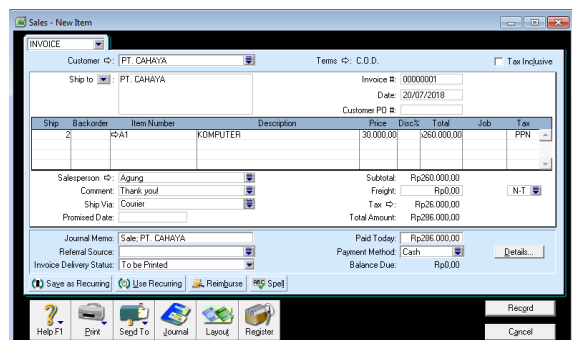 Sales - New Item
INVOICE
Customer ⇨: PT. CAHAYA Terms ⇨: C.O.D. Tax Inclusive
Ship to : PT. CAHAYA Invoice #: 00000001
Date: 20/07/2018
Customer PO #:
Ship Backorder Item Number Description Price Disc% Total Job Tax
2 ⇨A1 KOMPUTER 30.000,00 260.000,00 PPN
Salesperson ⇨: Agung Subtotal: Rp260.000,00
Comment: Thank you! Freight: Rp0,00 N-T
Ship Via: Courier Tax ⇨: Rp26.000,00
Promised Date: Total Amount: Rp286.000,00
Journal Memo: Sale; PT. CAHAYA Paid Today: Rp286.000,00
Referral Source: Payment Method: Cash Details...
Invoice Delivery Status: To be Printed Balance Due: Rp0,00
Save as Recurring Use Recurring Reimburse ABC Spell
Record
Help F1 Print Send To Journal Layout Register
Cancel